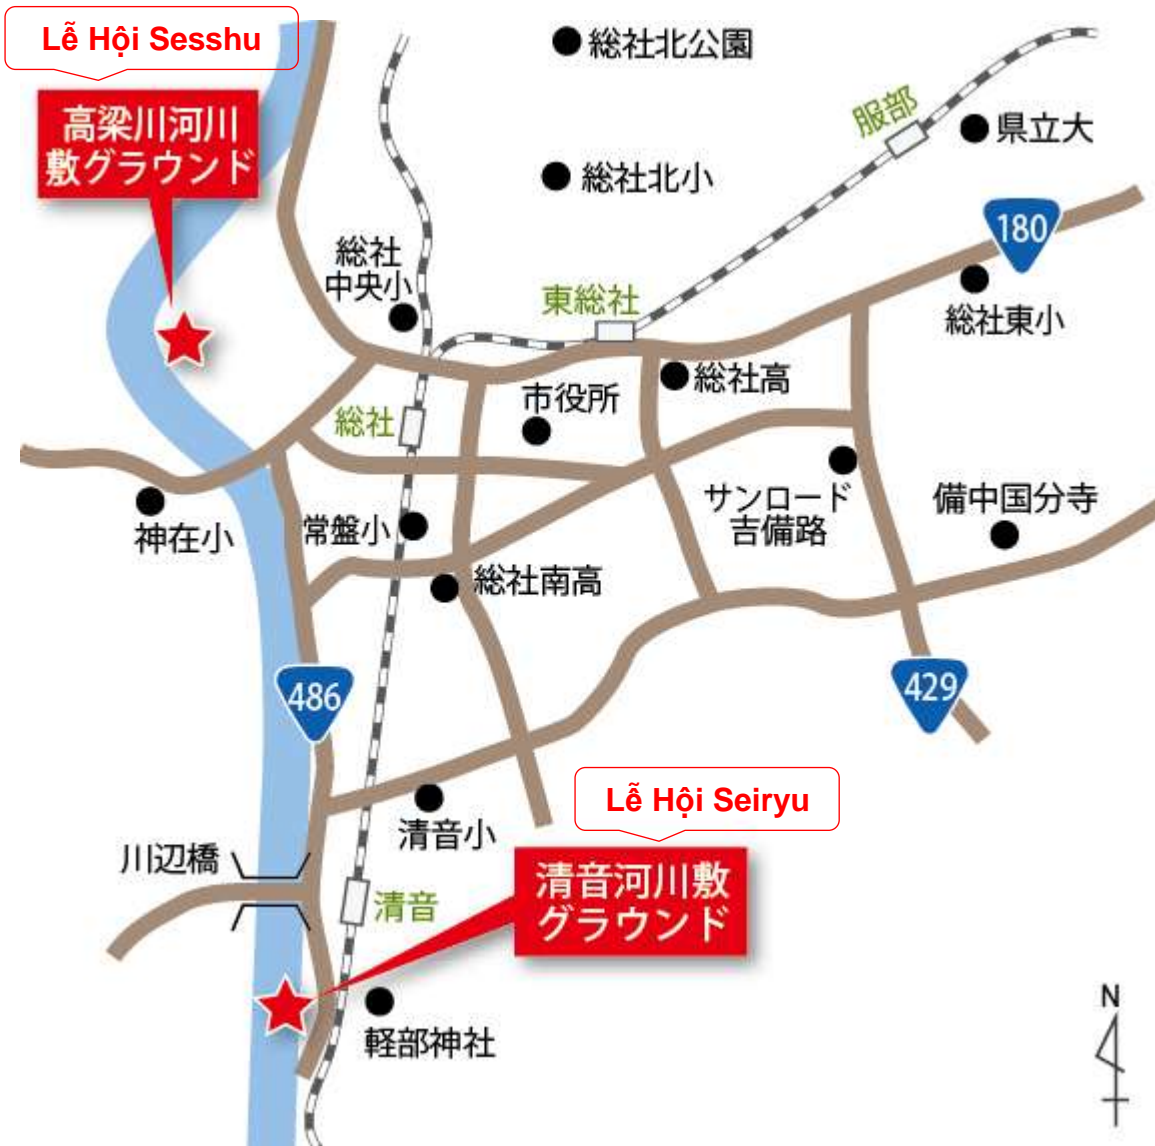 Lễ Hội Sesshu
高梁川河川
敷グラウンド
総社北公園
服部
県立大
総社北小
180
総社
中央小
東総社
総社東小
総社高
市役所
総社
サンロード
吉備路
備中国分寺
神在小
常盤小
総社南高
486
429
Lễ Hội Seiryu
清音小
川辺橋
清音河川敷
グラウンド
清音
軽部神社
N